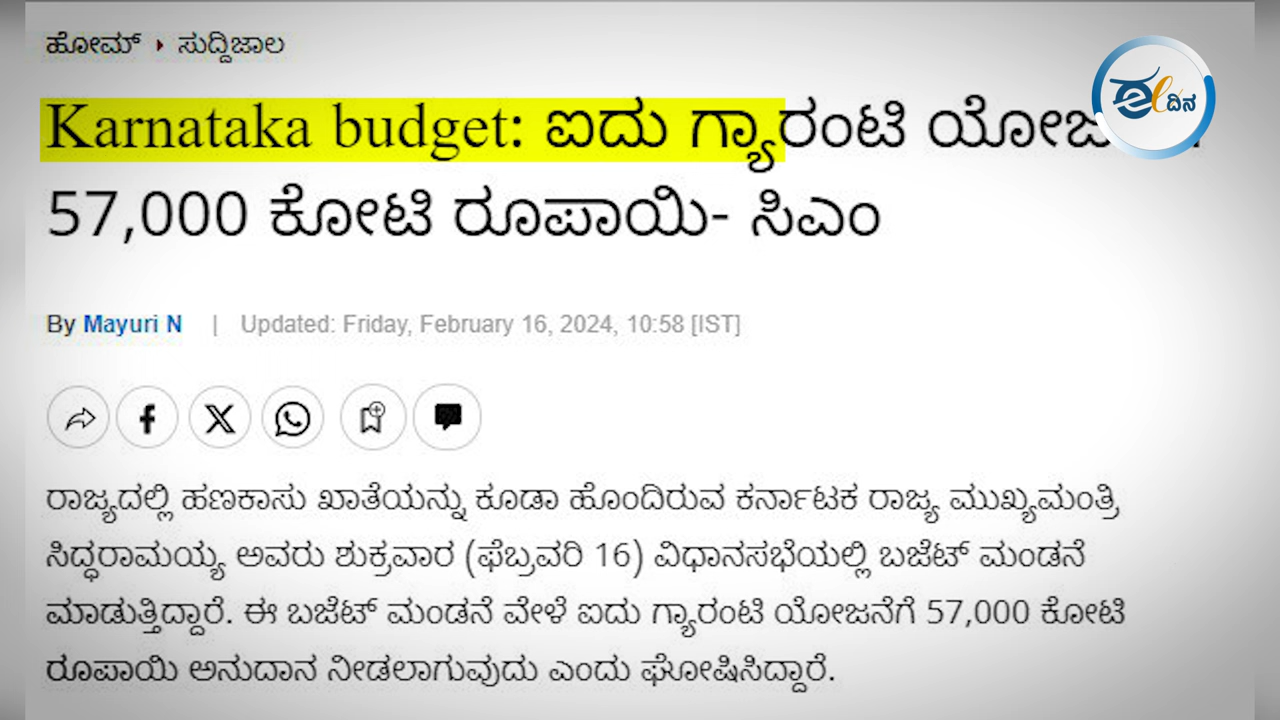 ಹೋಮ್ ▸ ಸುದ್ದಿಜಾಲ
ದಿನ
Karnataka budget: ಐದು ಗ್ಯಾರಂಟಿ
57,000 ಕೋಟಿ ರೂಪಾಯಿ- ಸಿಎಂ
By Mayuri N | Updated: Friday, February 16, 2024, 10:58 [IST]
ರಾಜ್ಯದಲ್ಲಿ ಹಣಕಾಸು ಖಾತೆಯನ್ನು ಕೂಡಾ ಹೊಂದಿರುವ ಕರ್ನಾಟಕ ರಾಜ್ಯ ಮುಖ್ಯಮಂತ್ರಿ
ಸಿದ್ಧರಾಮಯ್ಯ ಅವರು ಶುಕ್ರವಾರ (ಫೆಬ್ರವರಿ 16) ವಿಧಾನಸಭೆಯಲ್ಲಿ ಬಜೆಟ್ ಮಂಡನೆ
ಮಾಡುತ್ತಿದ್ದಾರೆ. ಈ ಬಜೆಟ್ ಮಂಡನೆ ವೇಳೆ ಐದು ಗ್ಯಾರಂಟಿ ಯೋಜನೆಗೆ 57,000 ಕೋಟಿ
ರೂಪಾಯಿ ಅನುದಾನ ನೀಡಲಾಗುವುದು ಎಂದು ಘೋಷಿಸಿದ್ದಾರೆ.